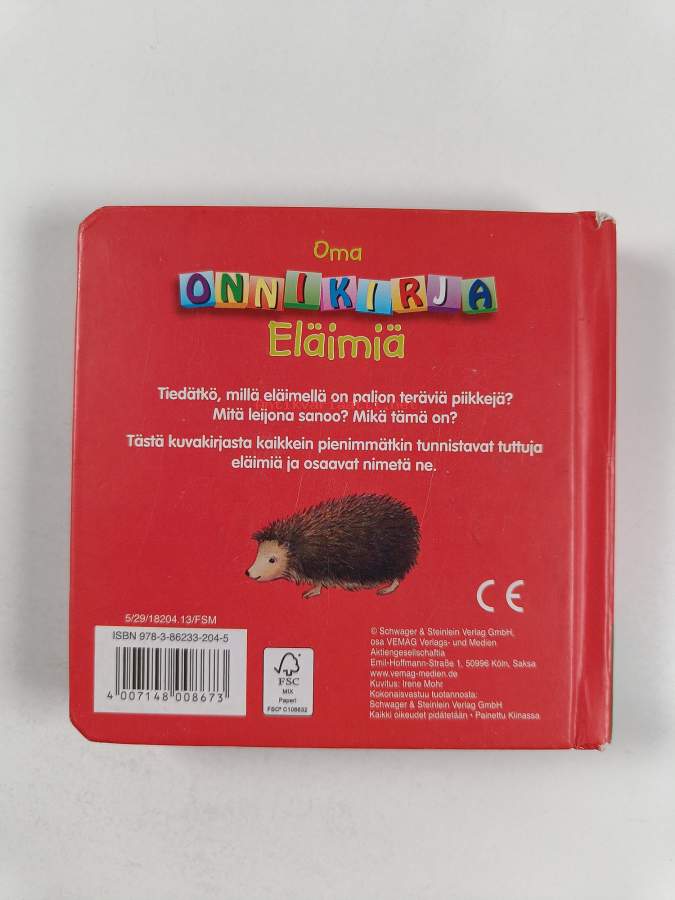 Oma
ONNIKIRJA
Eläimiä
Tiedätkö, millä eläimellä on paljon teräviä piikkejä?
Mitä leijona sanoo? Mikä tämä on?
Tästä kuvakirjasta kaikkein pienimmätkin tunnistavat tuttuja
eläimiä ja osaavat nimetä ne.
CE
5/29/18204.13/FSM
ISBN 978-3-86233-204-5
4 007148 008673
FSC
MIX
Paperi
FSC® C108632
© Schwager & Steinlein Verlag GmbH,
osa VEMAG Verlags- und Medien
Aktiengesellschaftia
Emil-Hoffmann-Straße 1, 50996 Köln, Saksa
www.vemag-medien.de
Kuvitus: Irene Mohr
Kokonaisvastuu tuotannosta:
Schwager & Steinlein Verlag GmbH
Kaikki oikeudet pidätetään • Painettu Kiinassa